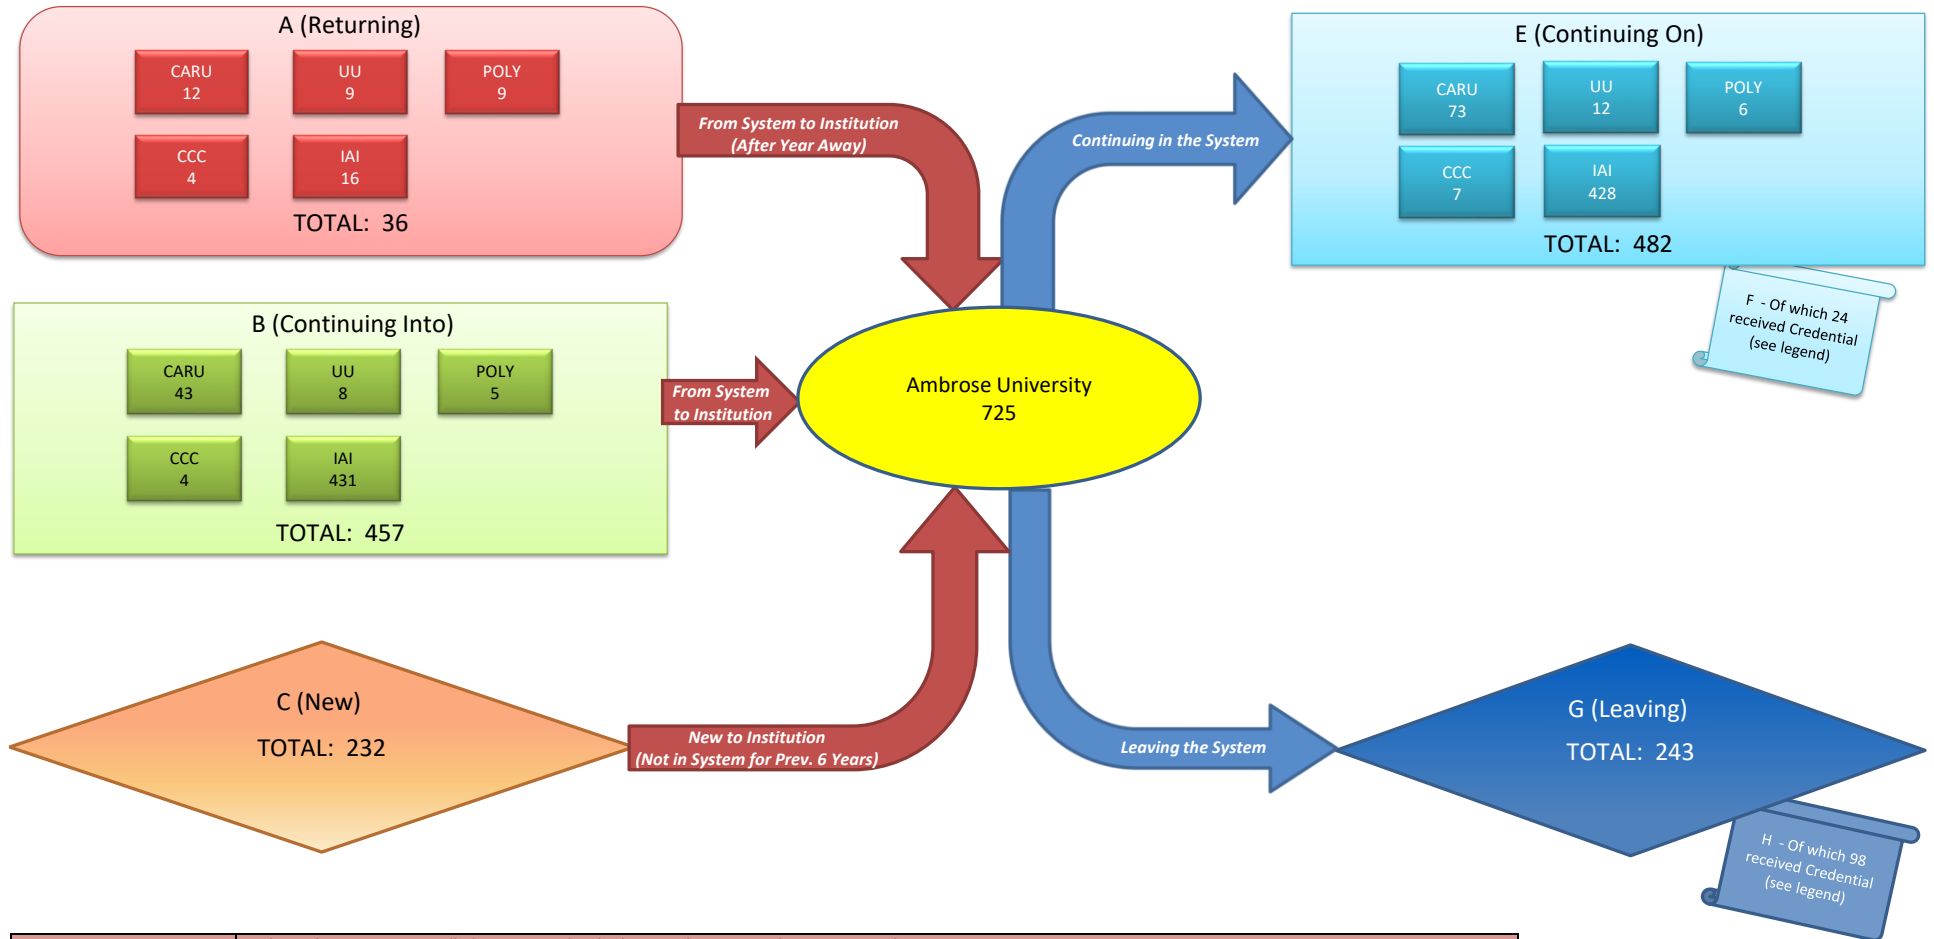 A (Returning)
CARU
12
UU
9
POLY
9
CCC
4
IAI
16
TOTAL: 36
From System to Institution
(After Year Away)
Continuing in the System
E (Continuing On)
CARU
73
UU
12
POLY
6
CCC
7
IAI
428
TOTAL: 482
F - Of which 24
received Credential
(see legend)
B (Continuing Into)
CARU
43
UU
8
POLY
5
CCC
4
IAI
431
TOTAL: 457
From System
to Institution
Ambrose University
725
C (New)
TOTAL: 232
New to Institution
(Not in System for Prev. 6 Years)
Leaving the System
G (Leaving)
TOTAL: 243
H - Of which 98
received Credential
(see legend)